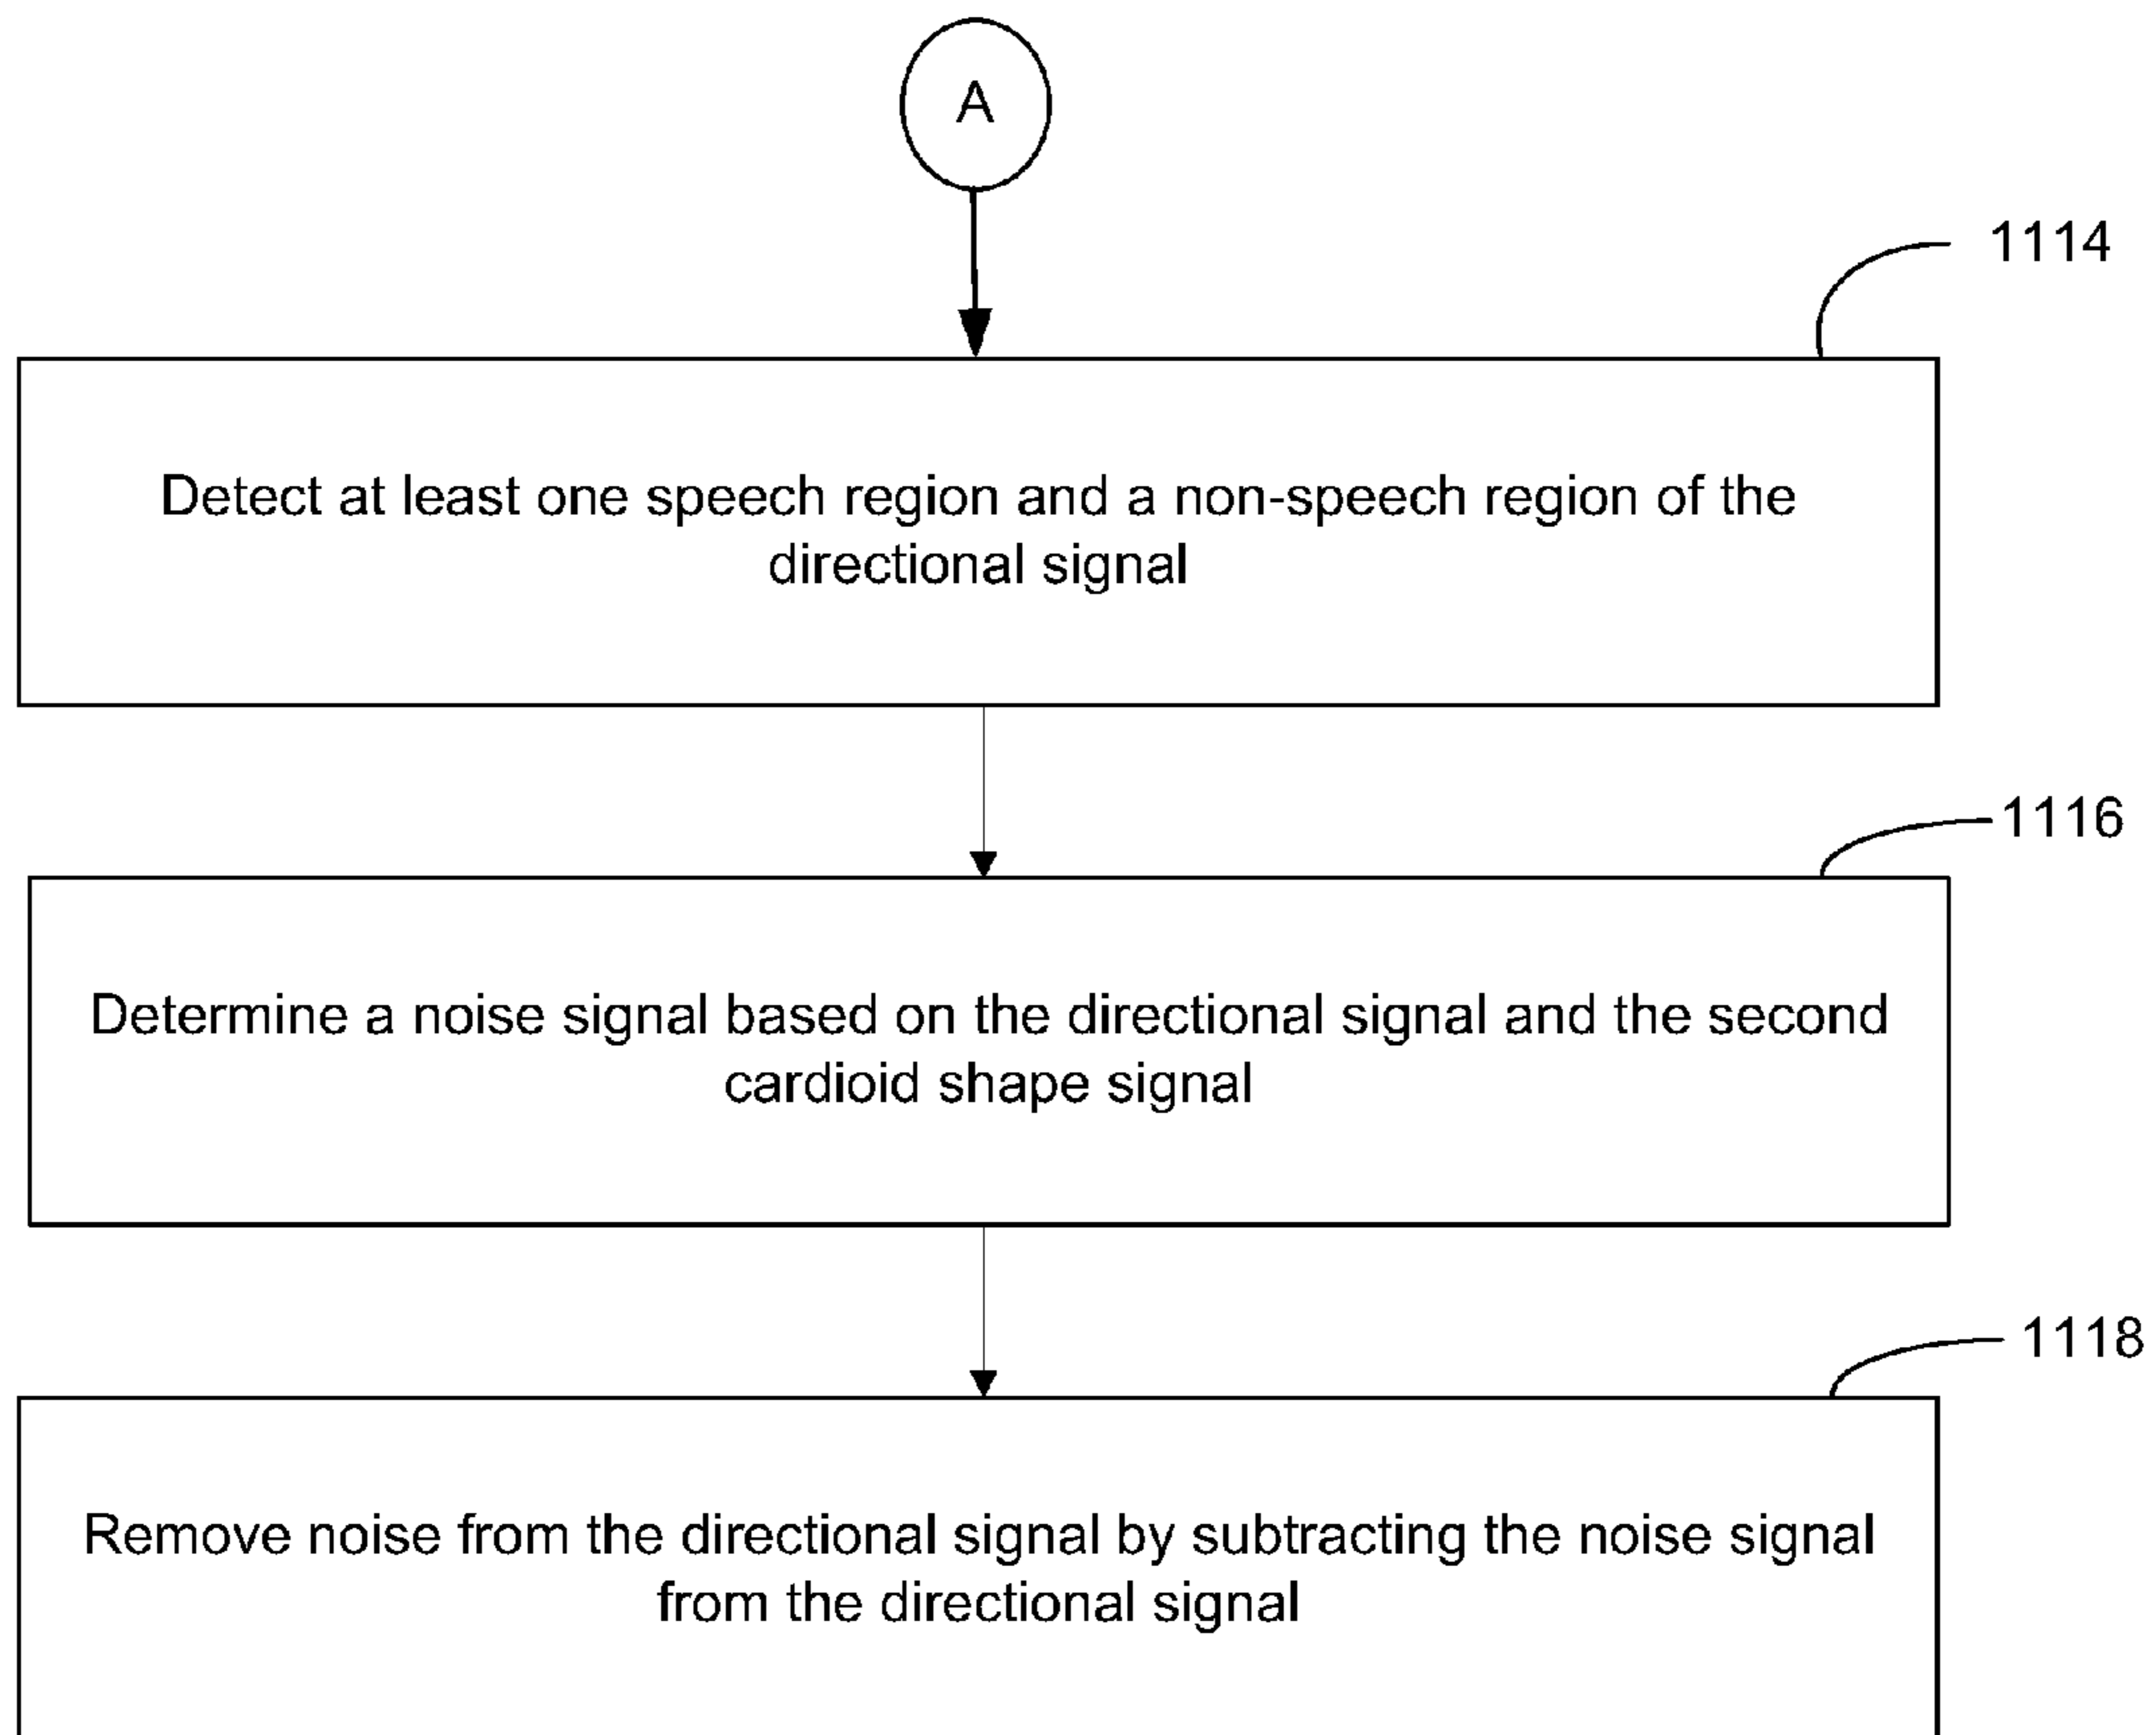 A
1114
Detect at least one speech region and a non-speech region of the
directional signal
1116
Determine a noise signal based on the directional signal and the second
cardioid shape signal
1118
Remove noise from the directional signal by subtracting the noise signal
from the directional signal